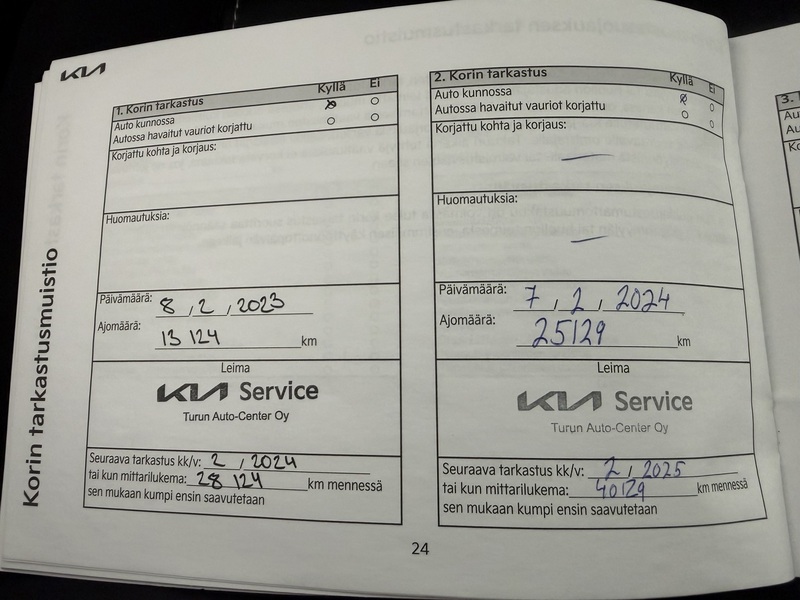 KIA
Korin tarkastusmuistio
1. Korin tarkastus Kyllä Ei
Auto kunnossa
Autossa havaitut vauriot korjattu
Korjattu kohta ja korjaus:
Huomautuksia:
Päivämäärä: 8 , 2 , 2023
Ajomäärä: 13 124 km
Leima
KIA Service
Turun Auto-Center Oy
Seuraava tarkastus kk/v: 2 , 2024
tai kun mittarilukema: 28 124 km mennessä
sen mukaan kumpi ensin saavutetaan
2. Korin tarkastus Kyllä Ei
Auto kunnossa
Autossa havaitut vauriot korjattu
Korjattu kohta ja korjaus:
Huomautuksia:
Päivämäärä: 7 , 2 , 2024
Ajomäärä: 25129 km
Leima
KIA Service
Turun Auto-Center Oy
Seuraava tarkastus kk/v: 2 , 2025
tai kun mittarilukema: 40129 km mennessä
sen mukaan kumpi ensin saavutetaan
24
3.